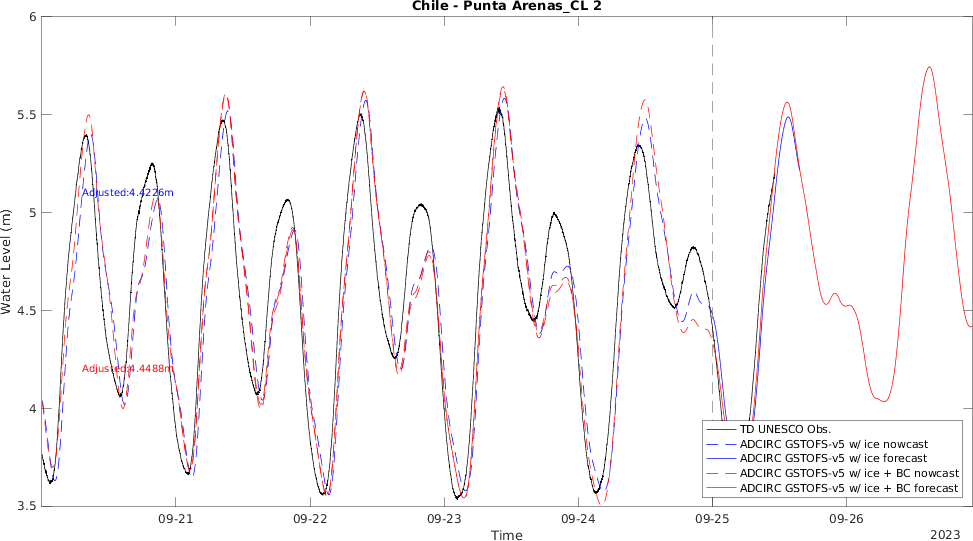 Chile - Punta Arenas_CL 2
6
5.5
5
4.5
4
3.5
Water Level (m)
Adjusted:4.4226m
Adjusted:4.4488m
TD UNESCO Obs.
ADCIRC GSTOFS-v5 w/ ice nowcast
ADCIRC GSTOFS-v5 w/ ice forecast
ADCIRC GSTOFS-v5 w/ ice + BC nowcast
ADCIRC GSTOFS-v5 w/ ice + BC forecast
09-21 09-22 09-23 09-24 09-25 09-26
Time
2023